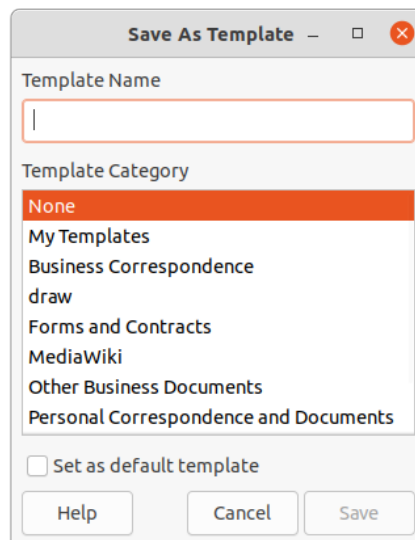 Save As Template
Template Name
Template Category
None
My Templates
Business Correspondence
draw
Forms and Contracts
MediaWiki
Other Business Documents
Personal Correspondence and Documents
Set as default template
Help
Cancel
Save